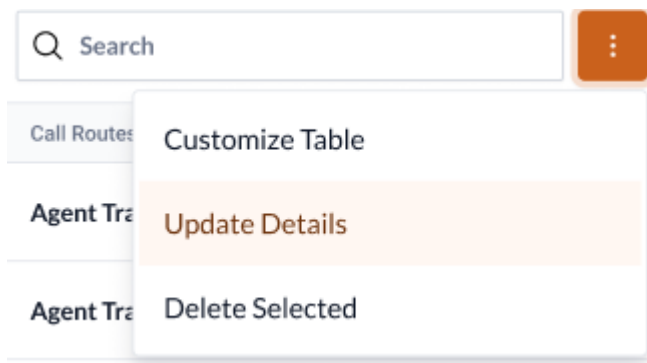 Search
Call Routes
Customize Table
Agent Tra
Update Details
Agent Tra
Delete Selected